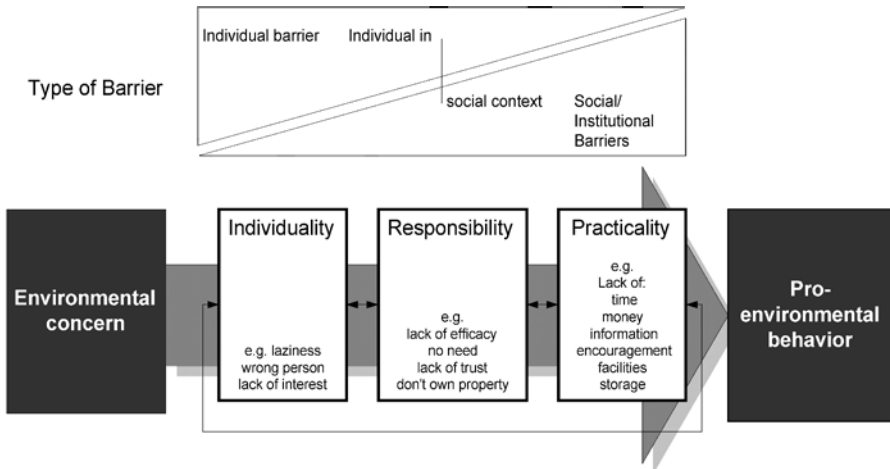 Individual barrier
Individual in
Type of Barrier
social context
Social/
Institutional
Barriers
Environmental
concern
Individuality
e.g. laziness
wrong person
lack of interest
Responsibility
e.g.
lack of efficacy
no need
lack of trust
don't own property
Practicality
e.g.
Lack of:
time
money
information
encouragement
facilities
storage
Pro-
environmental
behavior